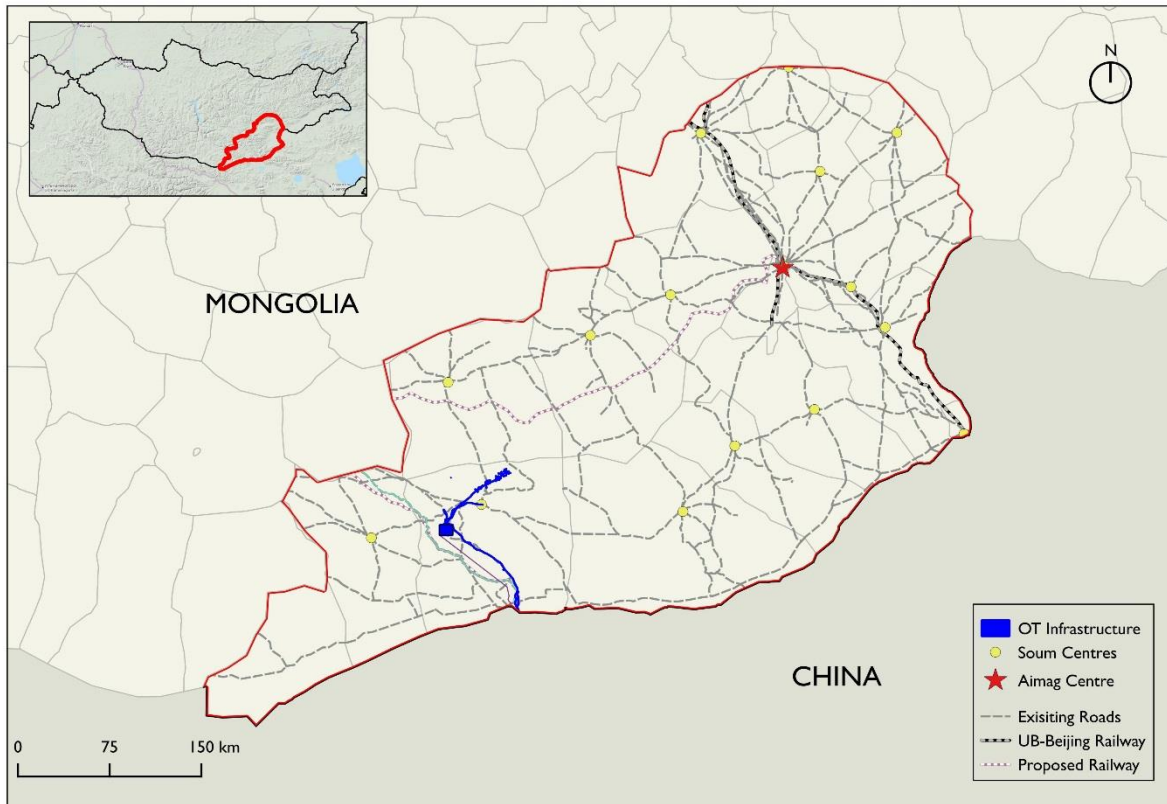 N
MONGOLIA
CHINA
OT Infrastructure
Soum Centres
Aimag Centre
Exisiting Roads
UB-Beijing Railway
Proposed Railway
0 75 150 km